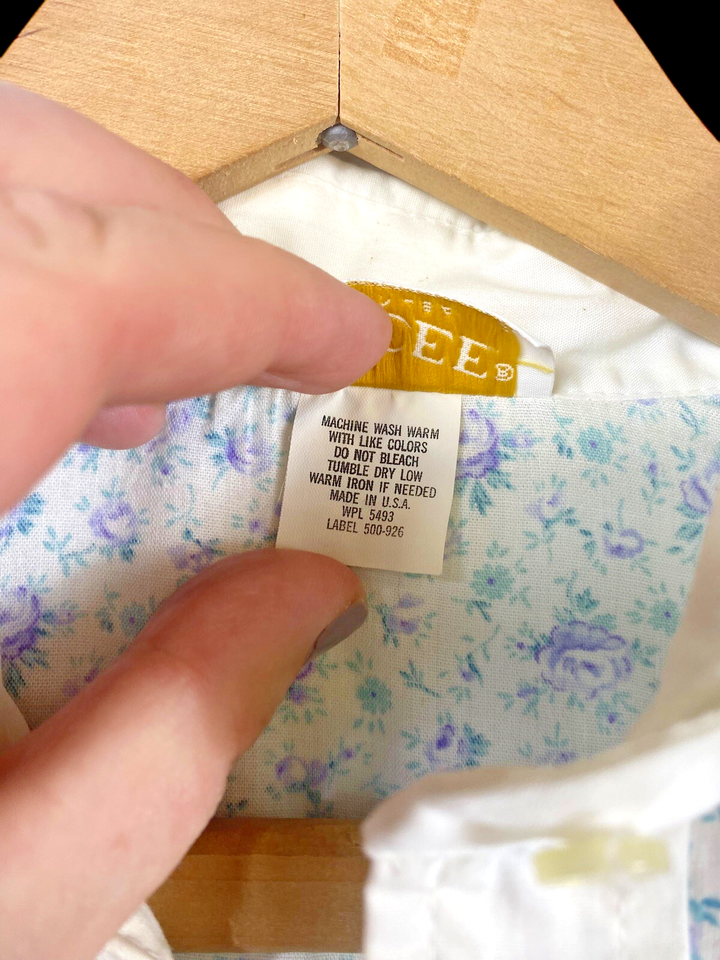 CEE®
MACHINE WASH WARM
WITH LIKE COLORS
DO NOT BLEACH
TUMBLE DRY LOW
WARM IRON IF NEEDED
MADE IN U.S.A.
WPL 5493
LABEL 500-926